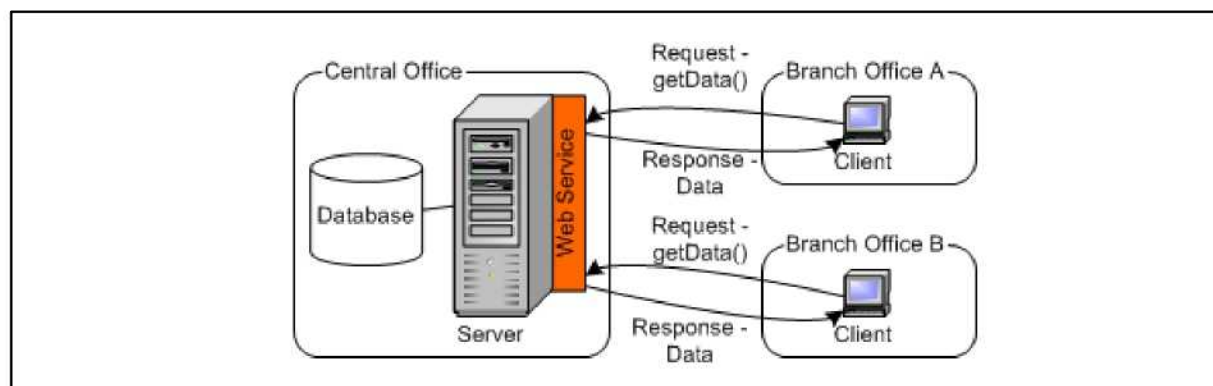 Central Office
Database
Server
Web Service
Request -
getData()
Response -
Data
Branch Office A
Client
Request -
getData()
Response -
Data
Branch Office B
Client